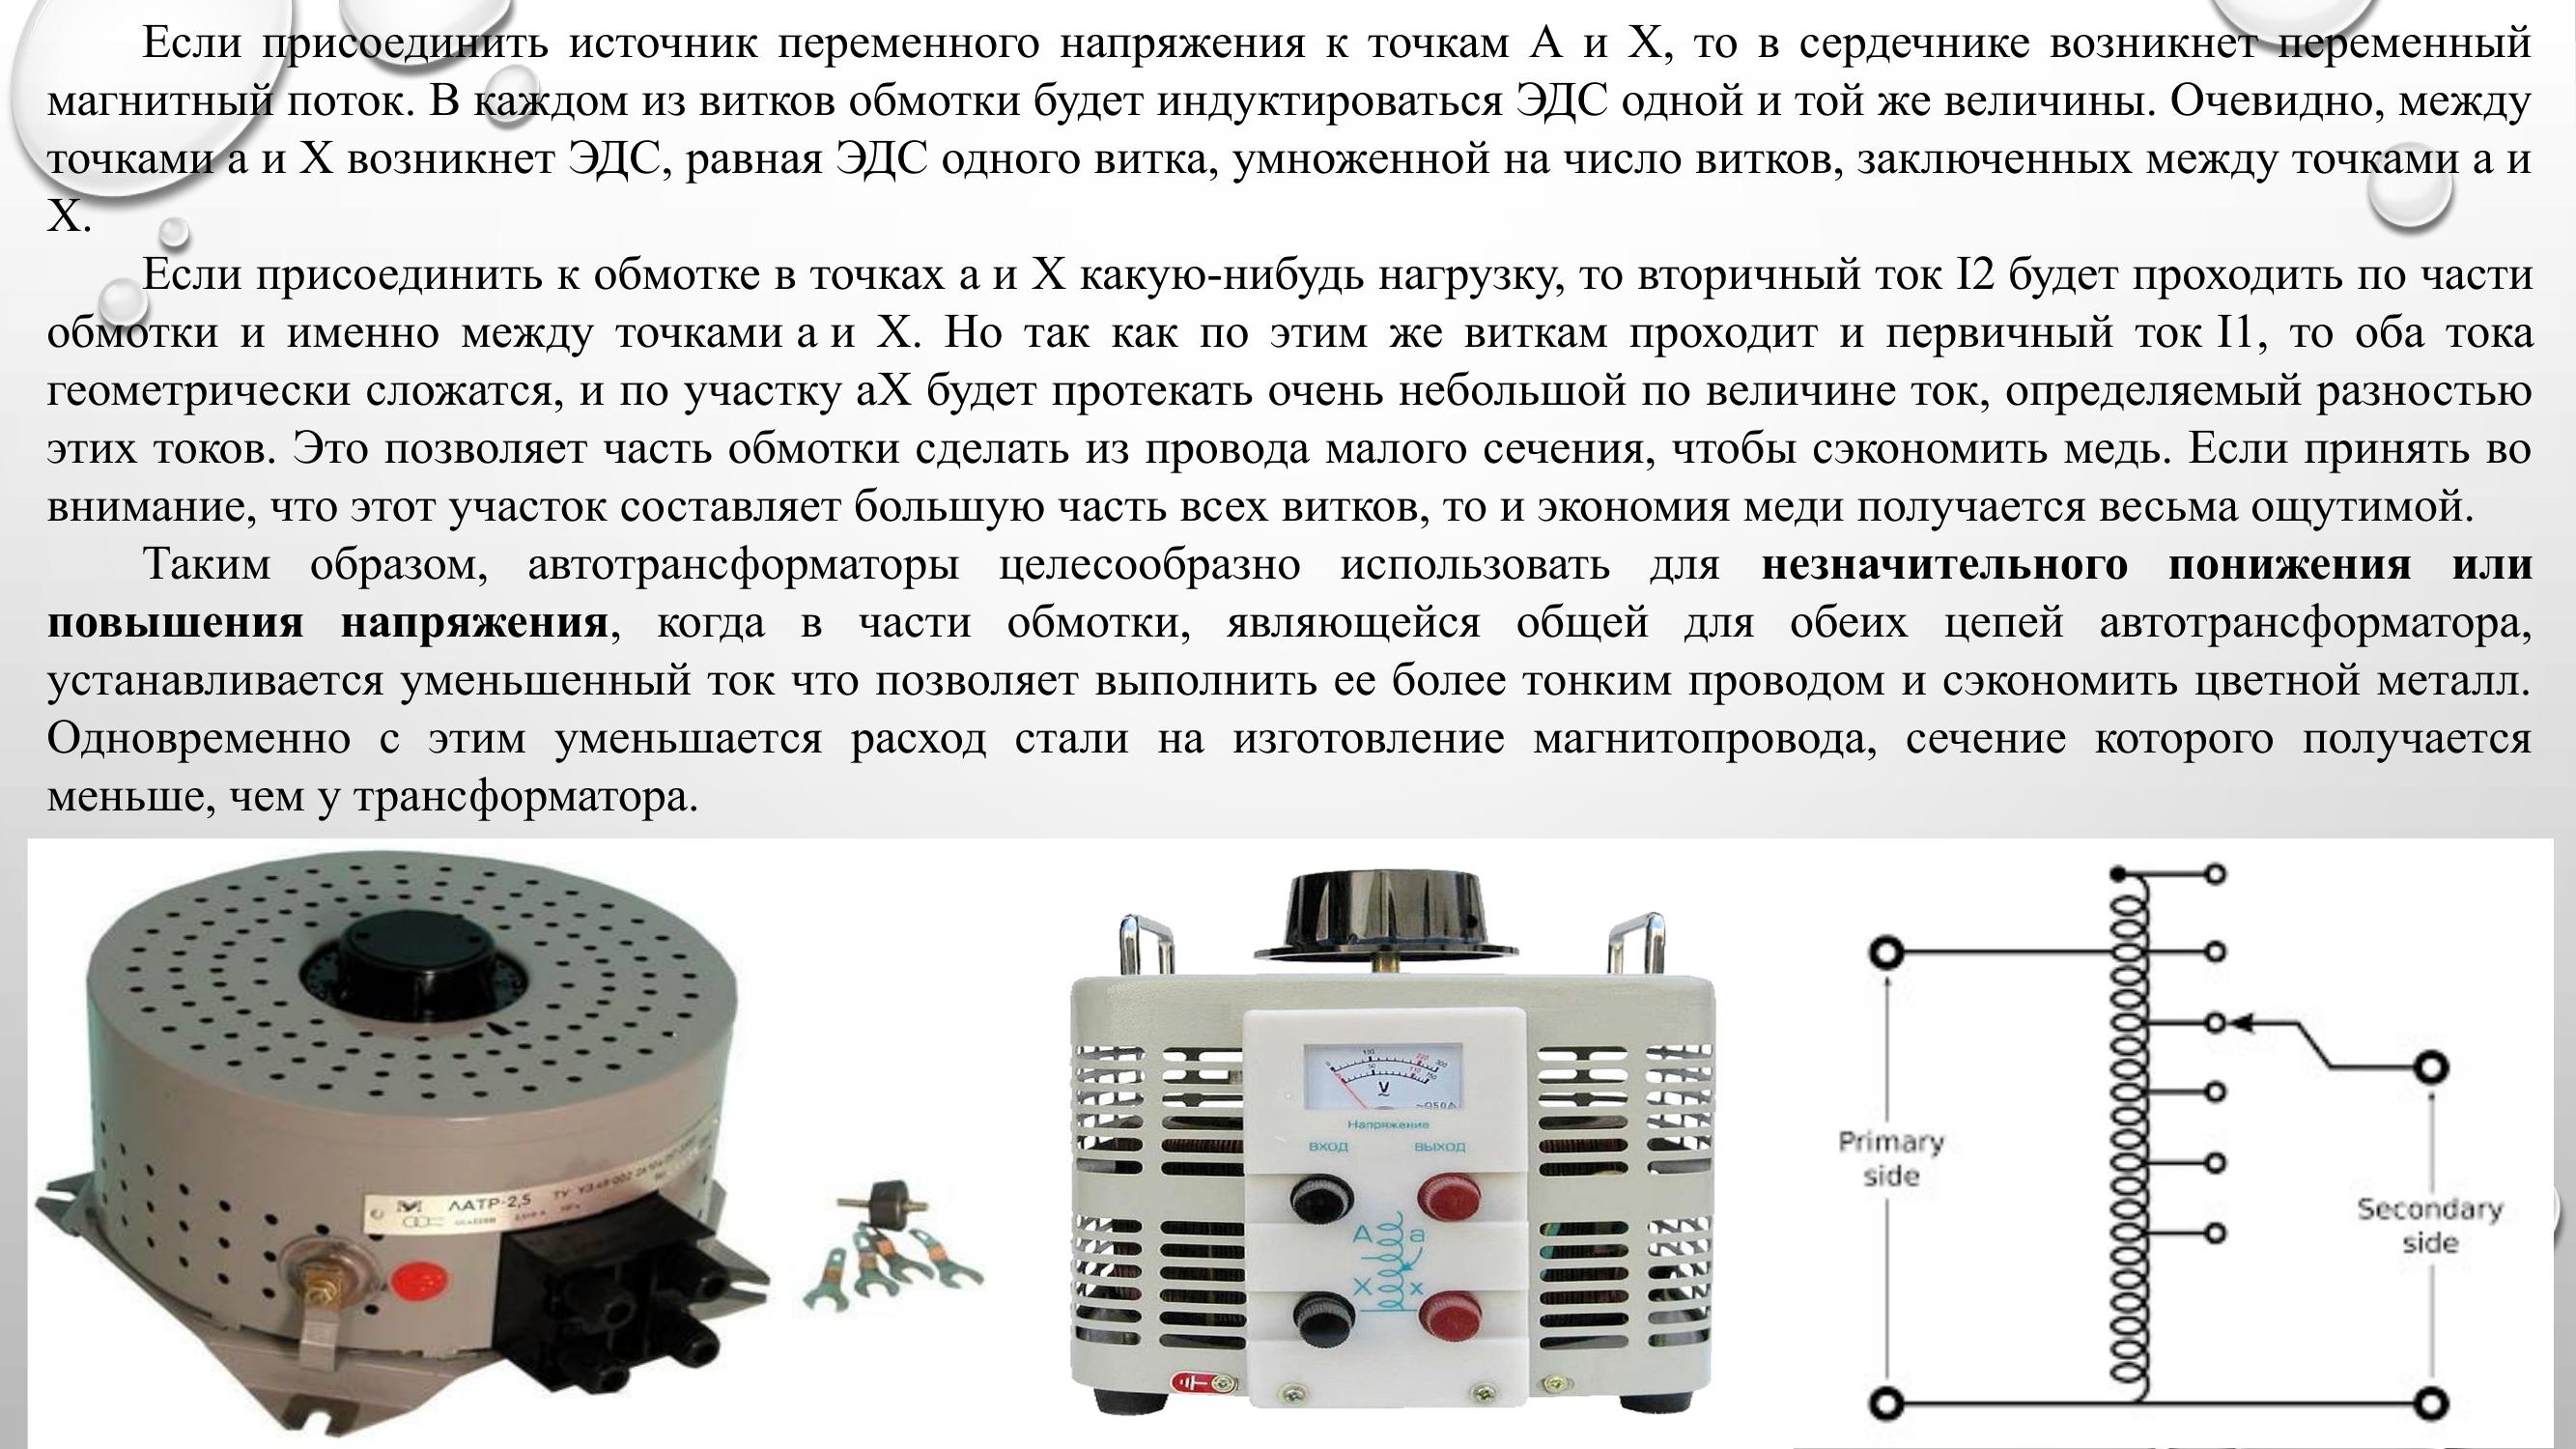 Если присоединить источник переменного напряжения к точкам А и Х, то в сердечнике возникнет переменный
магнитный поток. В каждом из витков обмотки будет индуктироваться ЭДС одной и той же величины. Очевидно, между
точками а и Х возникнет ЭДС, равная ЭДС одного витка, умноженной на число витков, заключенных между точками а и
Х.
Если присоединить к обмотке в точках а и Х какую-нибудь нагрузку, то вторичный ток I2 будет проходить по части
обмотки и именно между точками а и Х. Но так как по этим же виткам проходит и первичный ток I1, то оба тока
геометрически сложатся, и по участку аХ будет протекать очень небольшой по величине ток, определяемый разностью
этих токов. Это позволяет часть обмотки сделать из провода малого сечения, чтобы сэкономить медь. Если принять во
внимание, что этот участок составляет большую часть всех витков, то и экономия меди получается весьма ощутимой.
Таким образом, автотрансформаторы целесообразно использовать для незначительного понижения или
повышения напряжения, когда в части обмотки, являющейся общей для обеих цепей автотрансформатора,
устанавливается уменьшенный ток что позволяет выполнить ее более тонким проводом и сэкономить цветной металл.
Одновременно с этим уменьшается расход стали на изготовление магнитопровода, сечение которого получается
меньше, чем у трансформатора.
ЛАТР-2,5 ТУ
V
Напряжение
ВХОД ВЫХОД
A a
X x
Primary
side
Secondary
side